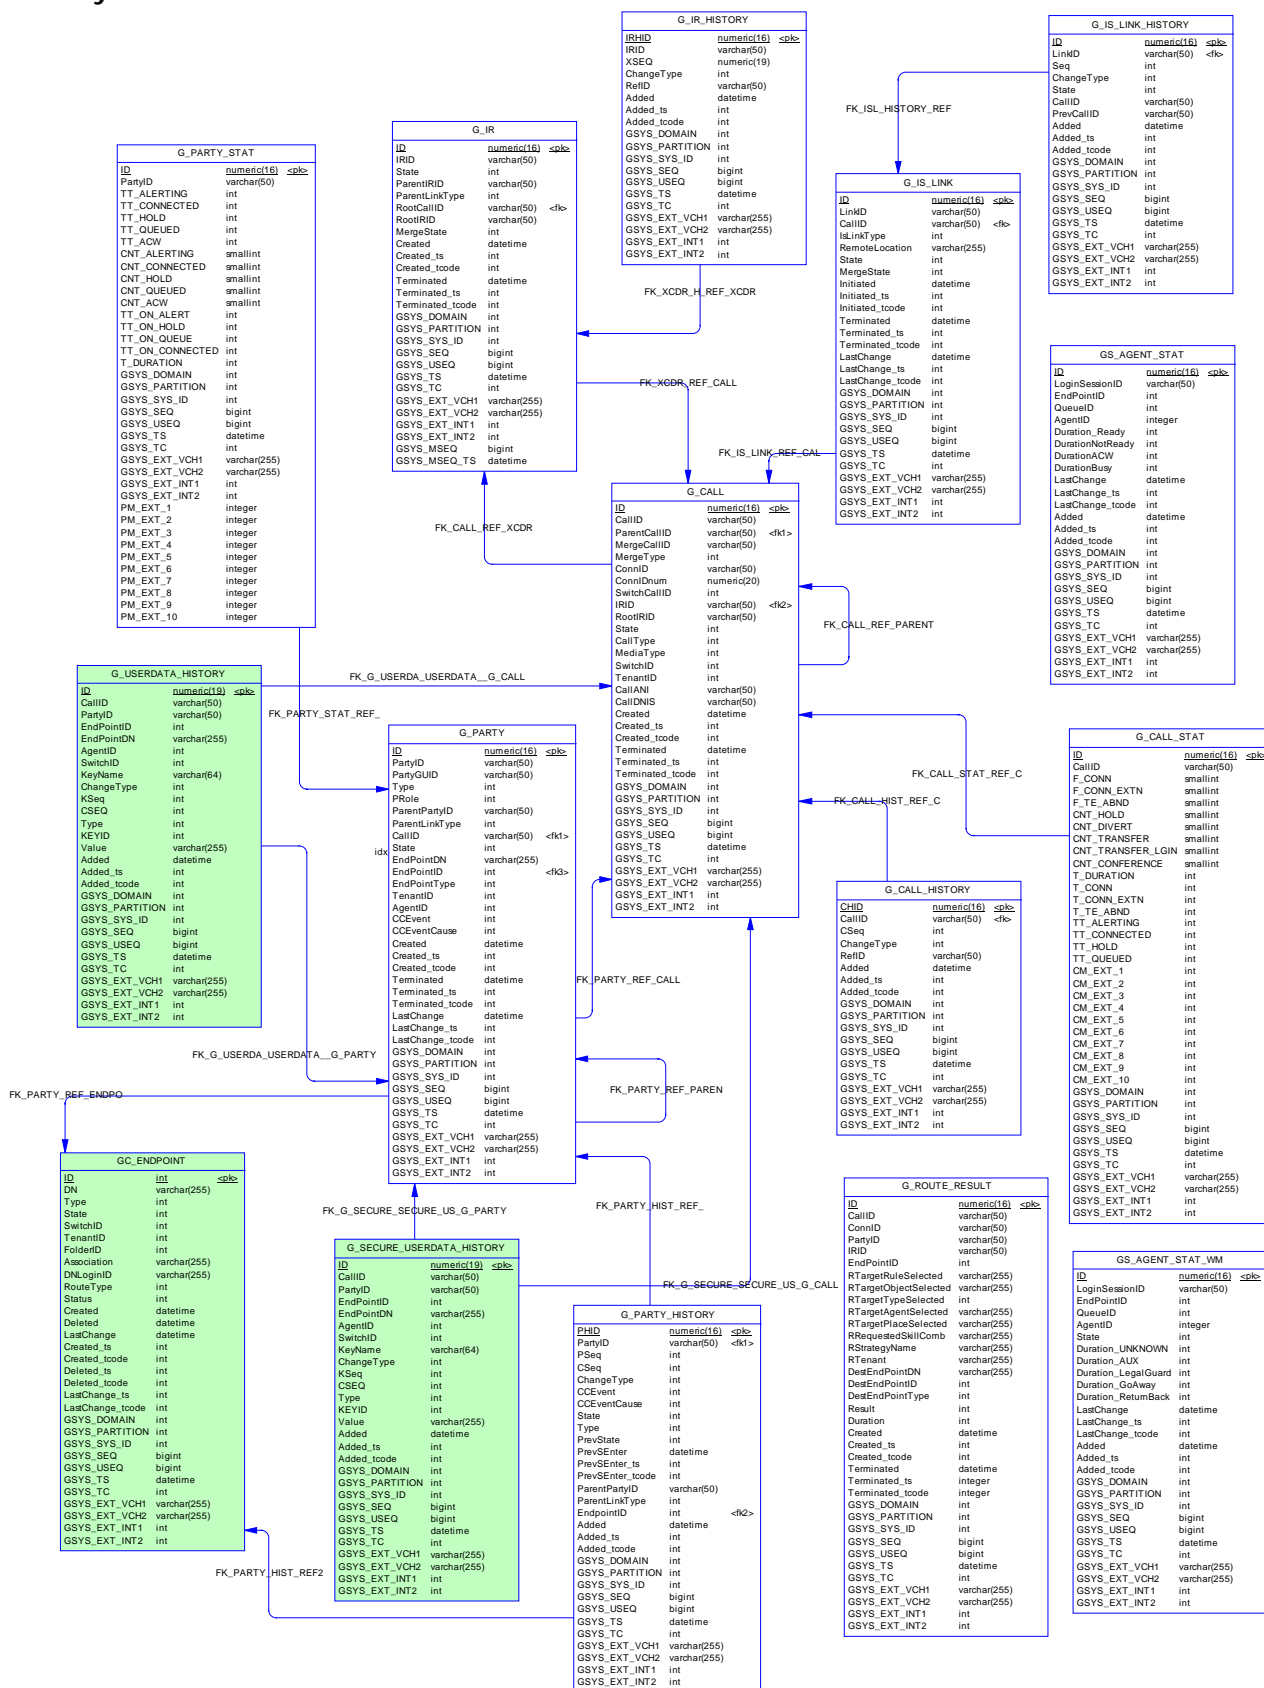 G_IR_HISTORY
IRHID numeric(16) <pk>
IRID varchar(50)
XSEQ numeric(19)
ChangeType int
RefID varchar(50)
Added datetime
Added_ts int
Added_tcode int
GSYS_DOMAIN int
GSYS_PARTITION int
GSYS_SYS_ID int
GSYS_SEQ bigint
GSYS_USEQ bigint
GSYS_TS datetime
GSYS_TC int
GSYS_EXT_VCH1 varchar(255)
GSYS_EXT_VCH2 varchar(255)
GSYS_EXT_INT1 int
GSYS_EXT_INT2 int
G_IS_LINK_HISTORY
ID numeric(16) <pk>
LinkID varchar(50) <fk>
Seq int
ChangeType int
State int
CallID varchar(50)
PrevCallID varchar(50)
Added datetime
Added_ts int
Added_tcode int
GSYS_DOMAIN int
GSYS_PARTITION int
GSYS_SYS_ID int
GSYS_SEQ bigint
GSYS_USEQ bigint
GSYS_TS datetime
GSYS_TC int
GSYS_EXT_VCH1 varchar(255)
GSYS_EXT_VCH2 varchar(255)
GSYS_EXT_INT1 int
GSYS_EXT_INT2 int
FK_ISL_HISTORY_REF
G_IR
ID numeric(16) <pk>
IRID varchar(50)
State int
ParentIRID varchar(50)
ParentLinkType int
RootCallID varchar(50) <fk>
RootIRID varchar(50)
MergeState int
Created datetime
Created_ts int
Created_tcode int
Terminated datetime
Terminated_ts int
Terminated_tcode int
GSYS_DOMAIN int
GSYS_PARTITION int
GSYS_SYS_ID int
GSYS_SEQ bigint
GSYS_USEQ bigint
GSYS_TS datetime
GSYS_TC int
GSYS_EXT_VCH1 varchar(255)
GSYS_EXT_VCH2 varchar(255)
GSYS_EXT_INT1 int
GSYS_EXT_INT2 int
GSYS_MSEQ bigint
GSYS_MSEQ_TS datetime
G_PARTY_STAT
ID numeric(16) <pk>
PartyID varchar(50)
TT_ALERTING int
TT_CONNECTED int
TT_HOLD int
TT_QUEUED int
TT_ACW int
CNT_ALERTING smallint
CNT_CONNECTED smallint
CNT_HOLD smallint
CNT_QUEUED smallint
CNT_ACW smallint
TT_ON_ALERT int
TT_ON_HOLD int
TT_ON_QUEUE int
TT_ON_CONNECTED int
T_DURATION int
GSYS_DOMAIN int
GSYS_PARTITION int
GSYS_SYS_ID int
GSYS_SEQ bigint
GSYS_USEQ bigint
GSYS_TS datetime
GSYS_TC int
GSYS_EXT_VCH1 varchar(255)
GSYS_EXT_VCH2 varchar(255)
GSYS_EXT_INT1 int
GSYS_EXT_INT2 int
PM_EXT_1 integer
PM_EXT_2 integer
PM_EXT_3 integer
PM_EXT_4 integer
PM_EXT_5 integer
PM_EXT_6 integer
PM_EXT_7 integer
PM_EXT_8 integer
PM_EXT_9 integer
PM_EXT_10 integer
G_IS_LINK
ID numeric(16) <pk>
LinkID varchar(50)
CallID varchar(50) <fk>
IsLinkType int
RemoteLocation varchar(255)
State int
MergeState int
Initiated datetime
Initiated_ts int
Initiated_tcode int
Terminated datetime
Terminated_ts int
Terminated_tcode int
LastChange datetime
LastChange_ts int
LastChange_tcode int
GSYS_DOMAIN int
GSYS_PARTITION int
GSYS_SYS_ID int
GSYS_SEQ bigint
GSYS_USEQ bigint
GSYS_TS datetime
GSYS_TC int
GSYS_EXT_VCH1 varchar(255)
GSYS_EXT_VCH2 varchar(255)
GSYS_EXT_INT1 int
GSYS_EXT_INT2 int
FK_XCDR_H_REF_XCDR
FK_XCDR_REF_CALL
FK_IS_LINK_REF_CAL
FK_CALL_REF_XCDR
GS_AGENT_STAT
ID numeric(16) <pk>
LoginSessionID varchar(50)
EndPointID int
QueueID int
AgentID integer
Duration_Ready int
DurationNotReady int
DurationACW int
DurationBusy int
LastChange datetime
LastChange_ts int
LastChange_tcode int
Added datetime
Added_ts int
Added_tcode int
GSYS_DOMAIN int
GSYS_PARTITION int
GSYS_SYS_ID int
GSYS_SEQ bigint
GSYS_USEQ bigint
GSYS_TS datetime
GSYS_TC int
GSYS_EXT_VCH1 varchar(255)
GSYS_EXT_VCH2 varchar(255)
GSYS_EXT_INT1 int
GSYS_EXT_INT2 int
G_CALL
ID numeric(16) <pk>
CallID varchar(50)
ParentCallID varchar(50) <fk1>
MergeCallID varchar(50)
MergeType int
ConnID varchar(50)
ConnIDnum numeric(20)
SwitchCallID int
IRID varchar(50) <fk2>
RootIRID varchar(50)
State int
CallType int
MediaType int
SwitchID int
TenantID int
CallANI varchar(50)
CallDNIS varchar(50)
Created datetime
Created_ts int
Created_tcode int
Terminated datetime
Terminated_ts int
Terminated_tcode int
GSYS_DOMAIN int
GSYS_PARTITION int
GSYS_SYS_ID int
GSYS_SEQ bigint
GSYS_USEQ bigint
GSYS_TS datetime
GSYS_TC int
GSYS_EXT_VCH1 varchar(255)
GSYS_EXT_VCH2 varchar(255)
GSYS_EXT_INT1 int
GSYS_EXT_INT2 int
FK_CALL_REF_PARENT
G_USERDATA_HISTORY
ID numeric(19) <pk>
CallID varchar(50)
PartyID varchar(50)
EndPointID int
EndPointDN varchar(255)
AgentID int
SwitchID int
KeyName varchar(64)
ChangeType int
KSeq int
CSEQ int
Type int
KEYID int
Value varchar(255)
Added datetime
Added_ts int
Added_tcode int
GSYS_DOMAIN int
GSYS_PARTITION int
GSYS_SYS_ID int
GSYS_SEQ bigint
GSYS_USEQ bigint
GSYS_TS datetime
GSYS_TC int
GSYS_EXT_VCH1 varchar(255)
GSYS_EXT_VCH2 varchar(255)
GSYS_EXT_INT1 int
GSYS_EXT_INT2 int
FK_G_USERDA_USERDATA__G_CALL
FK_PARTY_STAT_REF_
G_PARTY
ID numeric(16) <pk>
PartyID varchar(50)
PartyGUID varchar(50)
Type int
PRole int
ParentPartyID varchar(50)
ParentLinkType int
CallID varchar(50) <fk1>
State int
EndPointDN varchar(255)
EndPointID int <fk3>
EndPointType int
TenantID int
AgentID int
CCEvent int
CCEventCause int
Created datetime
Created_ts int
Created_tcode int
Terminated datetime
Terminated_ts int
Terminated_tcode int
LastChange datetime
LastChange_ts int
LastChange_tcode int
GSYS_DOMAIN int
GSYS_PARTITION int
GSYS_SYS_ID int
GSYS_SEQ bigint
GSYS_USEQ bigint
GSYS_TS datetime
GSYS_TC int
GSYS_EXT_VCH1 varchar(255)
GSYS_EXT_VCH2 varchar(255)
GSYS_EXT_INT1 int
GSYS_EXT_INT2 int
idx
FK_CALL_STAT_REF_C
FK_CALL_HIST_REF_C
G_CALL_STAT
ID numeric(16) <pk>
CallID varchar(50)
F_CONN smallint
F_CONN_EXTN smallint
F_TE_ABND smallint
CNT_HOLD smallint
CNT_DIVERT smallint
CNT_TRANSFER smallint
CNT_TRANSFER_LGIN smallint
CNT_CONFERENCE smallint
T_DURATION int
T_CONN int
T_CONN_EXTN int
T_TE_ABND int
TT_ALERTING int
TT_CONNECTED int
TT_HOLD int
TT_QUEUED int
CM_EXT_1 int
CM_EXT_2 int
CM_EXT_3 int
CM_EXT_4 int
CM_EXT_5 int
CM_EXT_6 int
CM_EXT_7 int
CM_EXT_8 int
CM_EXT_9 int
CM_EXT_10 int
GSYS_DOMAIN int
GSYS_PARTITION int
GSYS_SYS_ID int
GSYS_SEQ bigint
GSYS_USEQ bigint
GSYS_TS datetime
GSYS_TC int
GSYS_EXT_VCH1 varchar(255)
GSYS_EXT_VCH2 varchar(255)
GSYS_EXT_INT1 int
GSYS_EXT_INT2 int
G_CALL_HISTORY
CHID numeric(16) <pk>
CallID varchar(50) <fk>
CSeq int
ChangeType int
RefID varchar(50)
Added datetime
Added_ts int
Added_tcode int
GSYS_DOMAIN int
GSYS_PARTITION int
GSYS_SYS_ID int
GSYS_SEQ bigint
GSYS_USEQ bigint
GSYS_TS datetime
GSYS_TC int
GSYS_EXT_VCH1 varchar(255)
GSYS_EXT_VCH2 varchar(255)
GSYS_EXT_INT1 int
GSYS_EXT_INT2 int
FK_PARTY_REF_CALL
FK_G_USERDA_USERDATA__G_PARTY
FK_PARTY_REF_ENDPO
FK_PARTY_REF_PAREN
GC_ENDPOINT
ID int <pk>
DN varchar(255)
Type int
State int
SwitchID int
TenantID int
FolderID int
Association varchar(255)
DNLoginID varchar(255)
RouteType int
Status int
Created datetime
Deleted datetime
LastChange datetime
Created_ts int
Created_tcode int
Deleted_ts int
Deleted_tcode int
LastChange_ts int
LastChange_tcode int
GSYS_DOMAIN int
GSYS_PARTITION int
GSYS_SYS_ID int
GSYS_SEQ bigint
GSYS_USEQ bigint
GSYS_TS datetime
GSYS_TC int
GSYS_EXT_VCH1 varchar(255)
GSYS_EXT_VCH2 varchar(255)
GSYS_EXT_INT1 int
GSYS_EXT_INT2 int
FK_G_SECURE_SECURE_US_G_PARTY
FK_PARTY_HIST_REF_
G_SECURE_USERDATA_HISTORY
ID numeric(19) <pk>
CallID varchar(50)
PartyID varchar(50)
EndPointID int
EndPointDN varchar(255)
AgentID int
SwitchID int
KeyName varchar(64)
ChangeType int
KSeq int
CSEQ int
Type int
KEYID int
Value varchar(255)
Added datetime
Added_ts int
Added_tcode int
GSYS_DOMAIN int
GSYS_PARTITION int
GSYS_SYS_ID int
GSYS_SEQ bigint
GSYS_USEQ bigint
GSYS_TS datetime
GSYS_TC int
GSYS_EXT_VCH1 varchar(255)
GSYS_EXT_VCH2 varchar(255)
GSYS_EXT_INT1 int
GSYS_EXT_INT2 int
FK_G_SECURE_SECURE_US_G_CALL
FK_PARTY_HIST_REF2
G_PARTY_HISTORY
PHID numeric(16) <pk>
PartyID varchar(50) <fk1>
PSeq int
CSeq int
ChangeType int
CCEvent int
CCEventCause int
State int
Type int
PrevState int
PrevSEnter datetime
PrevSEnter_ts int
PrevSEnter_tcode int
ParentPartyID varchar(50)
ParentLinkType int
EndpointID int <fk2>
Added datetime
Added_ts int
Added_tcode int
GSYS_DOMAIN int
GSYS_PARTITION int
GSYS_SYS_ID int
GSYS_SEQ bigint
GSYS_USEQ bigint
GSYS_TS datetime
GSYS_TC int
GSYS_EXT_VCH1 varchar(255)
GSYS_EXT_VCH2 varchar(255)
GSYS_EXT_INT1 int
GSYS_EXT_INT2 int
G_ROUTE_RESULT
ID numeric(16) <pk>
CallID varchar(50)
ConnID varchar(50)
PartyID varchar(50)
IRID varchar(50)
EndPointID int
RTargetRuleSelected varchar(255)
RTargetObjectSelected varchar(255)
RTargetTypeSelected int
RTargetAgentSelected varchar(255)
RTargetPlaceSelected varchar(255)
RRequestedSkillComb varchar(255)
RStrategyName varchar(255)
RTenant varchar(255)
DestEndPointDN varchar(255)
DestEndPointID int
DestEndPointType int
Result int
Duration int
Created datetime
Created_ts int
Created_tcode int
Terminated datetime
Terminated_ts integer
Terminated_tcode integer
GSYS_DOMAIN int
GSYS_PARTITION int
GSYS_SYS_ID int
GSYS_SEQ bigint
GSYS_USEQ bigint
GSYS_TS datetime
GSYS_TC int
GSYS_EXT_VCH1 varchar(255)
GSYS_EXT_VCH2 varchar(255)
GSYS_EXT_INT1 int
GSYS_EXT_INT2 int
GS_AGENT_STAT_WM
ID numeric(16) <pk>
LoginSessionID varchar(50)
EndPointID int
QueueID int
AgentID integer
State int
Duration_UNKNOWN int
Duration_AUX int
Duration_LegalGuard int
Duration_GoAway int
Duration_ReturnBack int
LastChange datetime
LastChange_ts int
LastChange_tcode int
Added datetime
Added_ts int
Added_tcode int
GSYS_DOMAIN int
GSYS_PARTITION int
GSYS_SYS_ID int
GSYS_SEQ bigint
GSYS_USEQ bigint
GSYS_TS datetime
GSYS_TC int
GSYS_EXT_VCH1 varchar(255)
GSYS_EXT_VCH2 varchar(255)
GSYS_EXT_INT1 int
GSYS_EXT_INT2 int